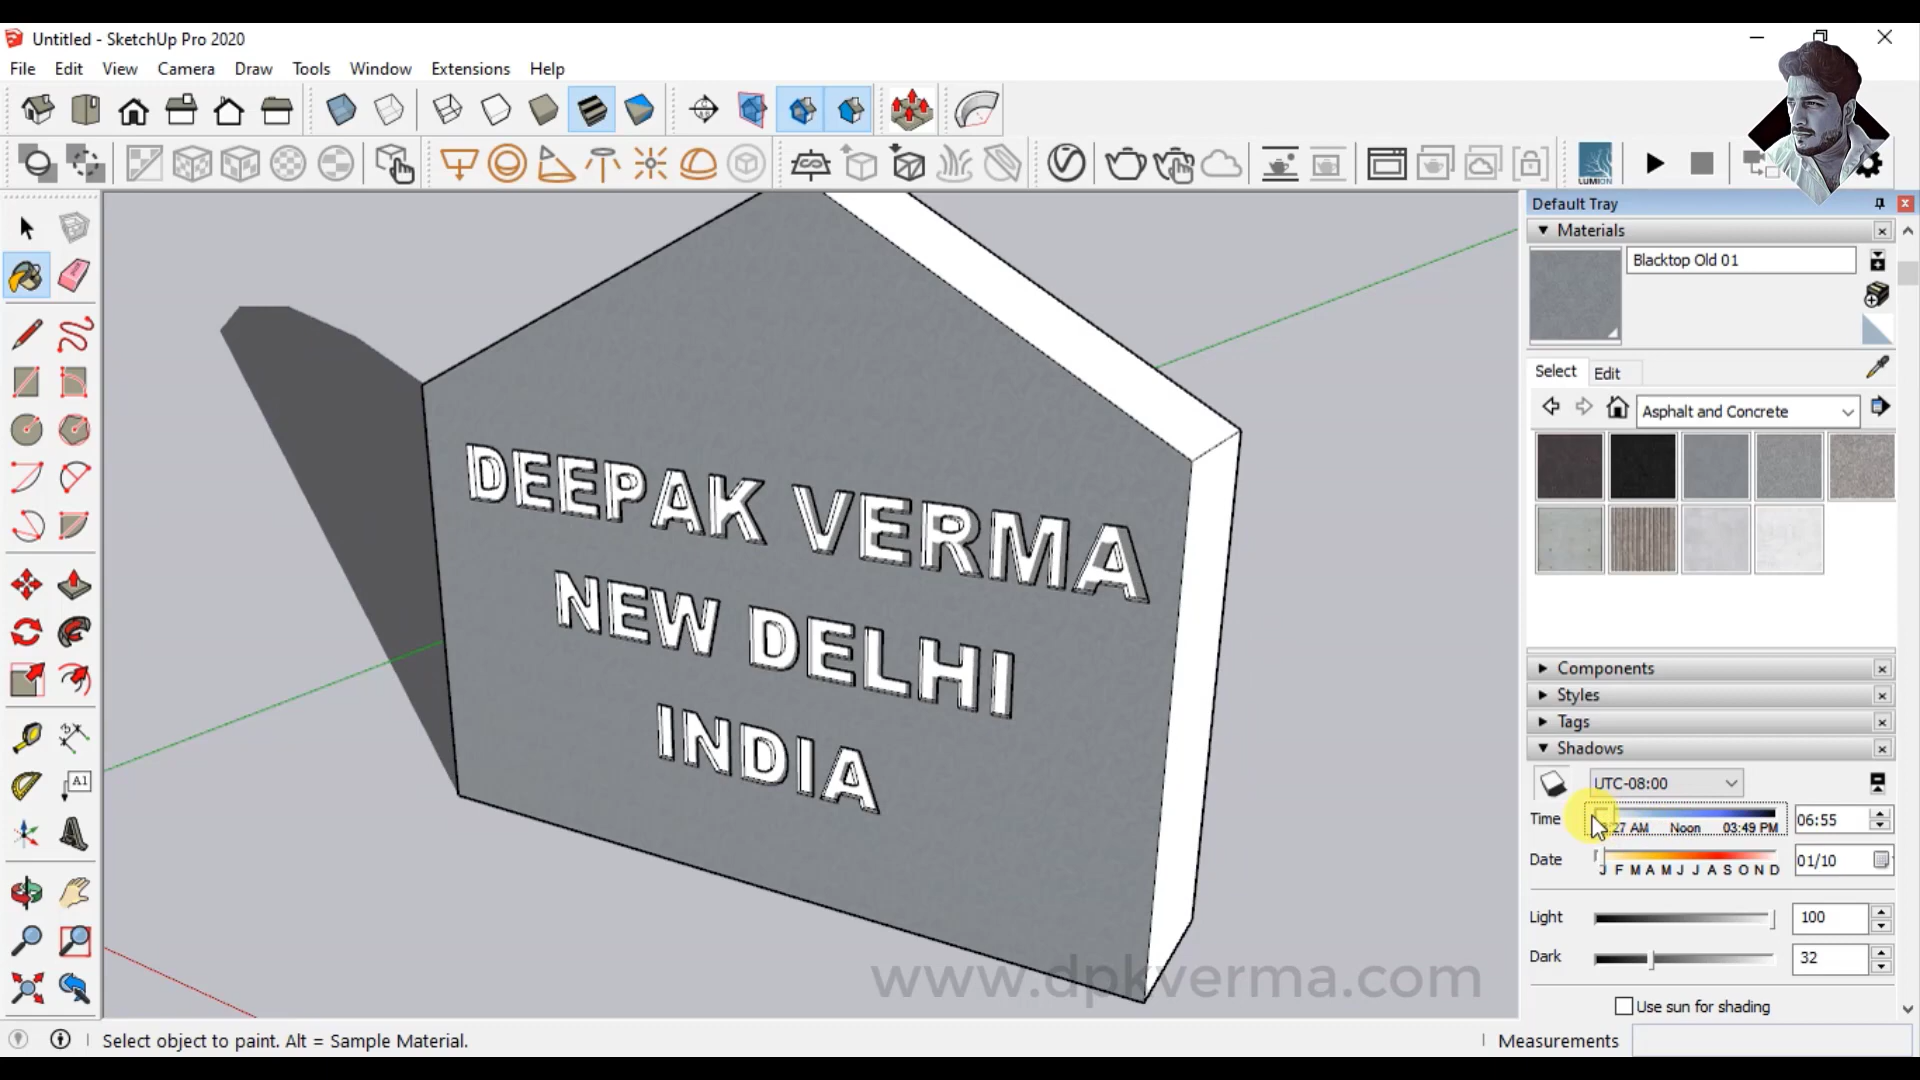 Untitled - SketchUp Pro 2020
File Edit View Camera Draw Tools Window Extensions Help
LUMION
Default Tray
Materials
Blacktop Old 01
Select Edit
Asphalt and Concrete
DEEPAK VERMA
NEW DELHI
INDIA
Components
Styles
Tags
Shadows
UTC-08:00
Time 27 AM Noon 03:49 PM 06:55
Date J F M A M J J A S O N D 01/10
Light 100
Dark 32
Use sun for shading
A1
www.dpkverma.com
Select object to paint. Alt = Sample Material.
Measurements